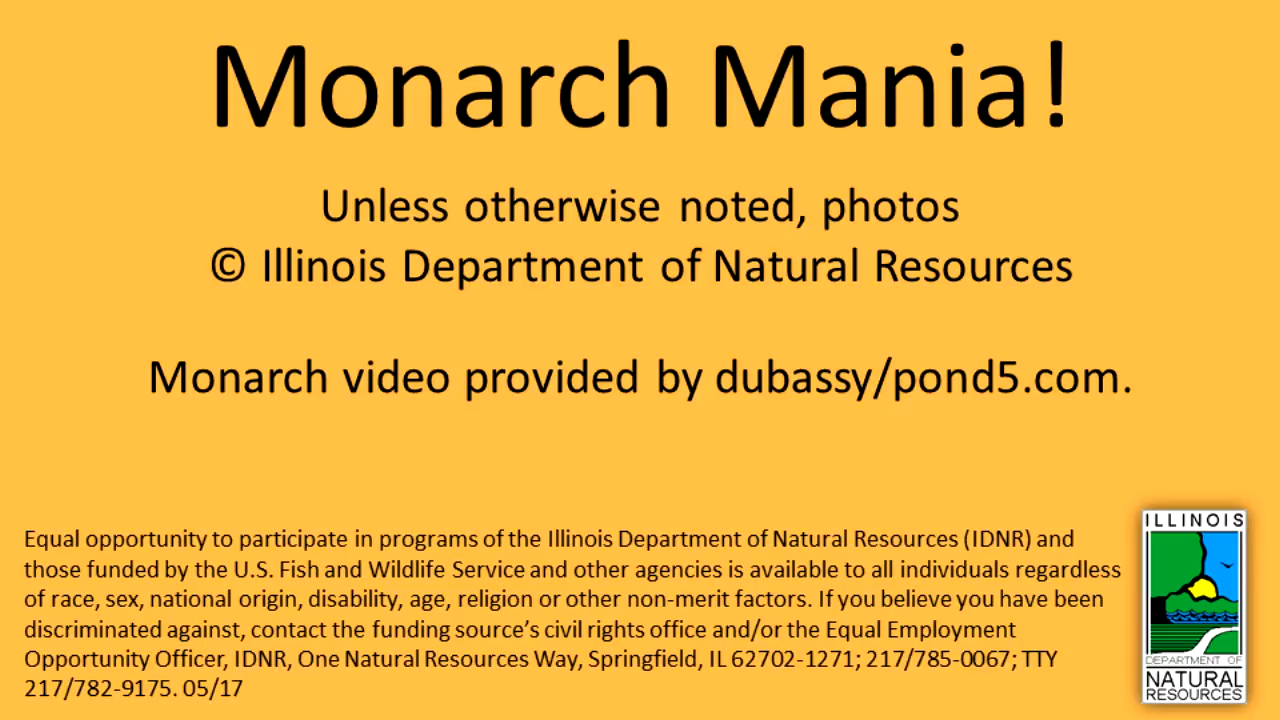 Monarch Mania!
Unless otherwise noted, photos
© Illinois Department of Natural Resources
Monarch video provided by dubassy/pond5.com.
Equal opportunity to participate in programs of the Illinois Department of Natural Resources (IDNR) and
those funded by the U.S. Fish and Wildlife Service and other agencies is available to all individuals regardless
of race, sex, national origin, disability, age, religion or other non-merit factors. If you believe you have been
discriminated against, contact the funding source’s civil rights office and/or the Equal Employment
Opportunity Officer, IDNR, One Natural Resources Way, Springfield, IL 62702-1271; 217/785-0067; TTY
217/782-9175. 05/17
ILLINOIS
DEPARTMENT OF
NATURAL
RESOURCES